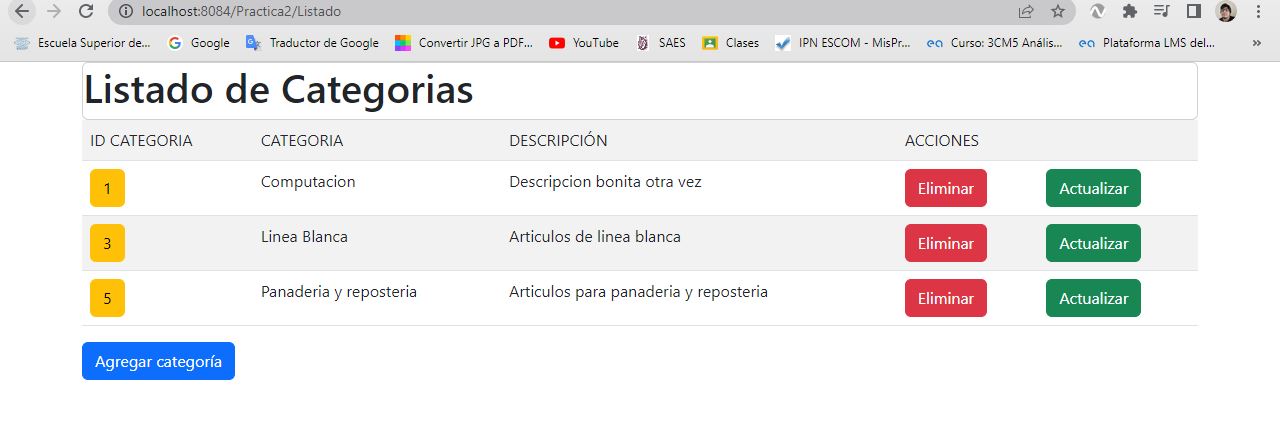 localhost:8084/Practica2/Listado
Escuela Superior de... Google Traductor de Google Convertir JPG a PDF... YouTube SAES Clases IPN ESCOM - MisPr... Curso: 3CM5 Anális... Plataforma LMS del... »
Listado de Categorias
ID CATEGORIA CATEGORIA DESCRIPCIÓN ACCIONES
1 Computacion Descripcion bonita otra vez Eliminar Actualizar
3 Linea Blanca Articulos de linea blanca Eliminar Actualizar
5 Panaderia y reposteria Articulos para panaderia y reposteria Eliminar Actualizar
Agregar categoría